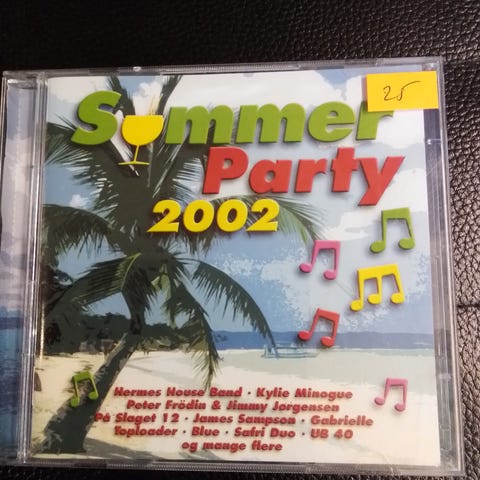 Summer
25
Party
2002
Hermes House Band · Kylie Minogue
Peter Frödin & Jimmy Jørgensen
På Slaget 12 · James Sampson · Gabrielle
Toploader · Blue · Safri Duo · UB 40
og mange flere